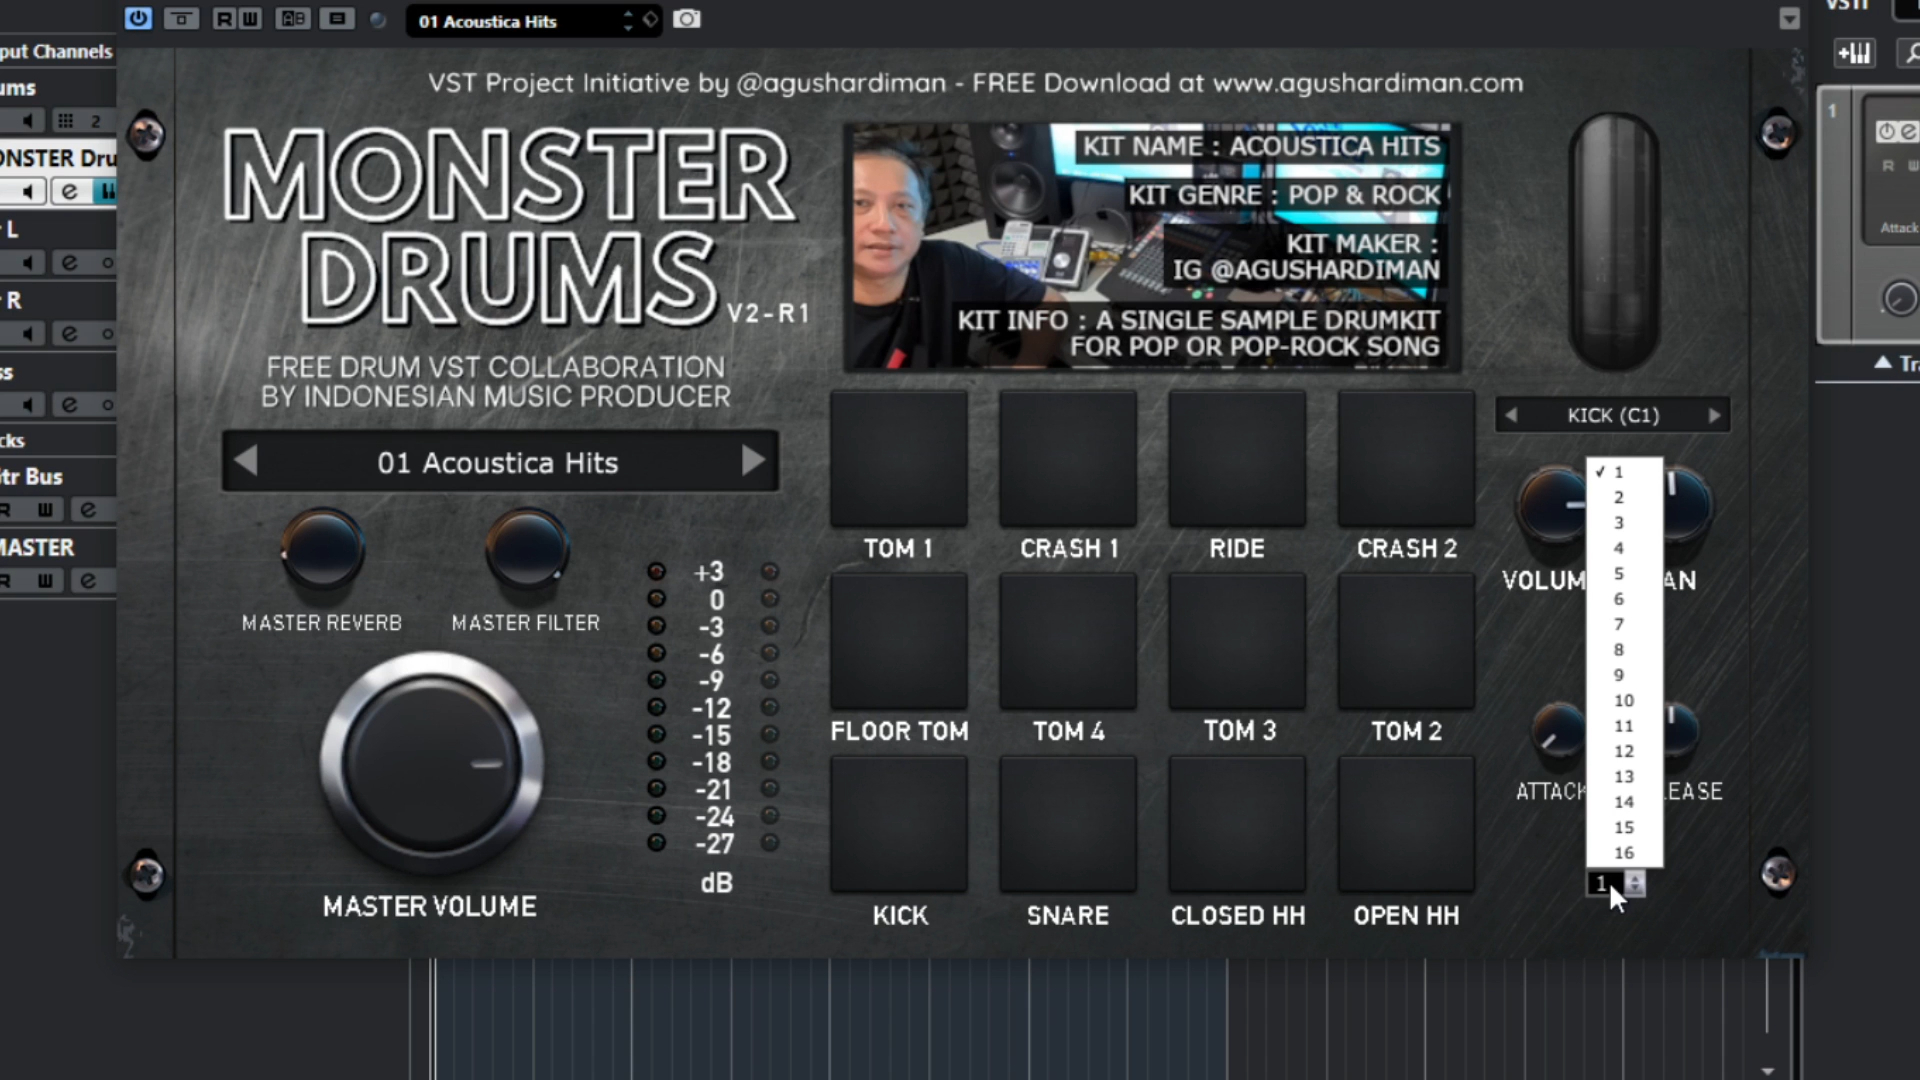 01 Acoustica Hits
R W
VST Project Initiative by @agushardiman - FREE Download at www.agushardiman.com
MONSTER
DRUMS
V2-R1
FREE DRUM VST COLLABORATION
BY INDONESIAN MUSIC PRODUCER
01 Acoustica Hits
MASTER REVERB
MASTER FILTER
MASTER VOLUME
+3
0
-3
-6
-9
-12
-15
-18
-21
-24
-27
dB
KIT NAME : ACOUSTICA HITS
KIT GENRE : POP & ROCK
KIT MAKER :
IG @AGUSHARDIMAN
KIT INFO : A SINGLE SAMPLE DRUMKIT
FOR POP OR POP-ROCK SONG
TOM 1
CRASH 1
RIDE
CRASH 2
FLOOR TOM
TOM 4
TOM 3
TOM 2
KICK
SNARE
CLOSED HH
OPEN HH
KICK (C1)
VOLUM
AN
ATTACK
LEASE
✓ 1
2
3
4
5
6
7
8
9
10
11
12
13
14
15
16
1
put Channels
ums
2
ONSTER Dru
e
L
e
R
e
ss
e
cks
tr Bus
R W e
MASTER
R W e
VSTi
1
e
R W
Attack
Tra